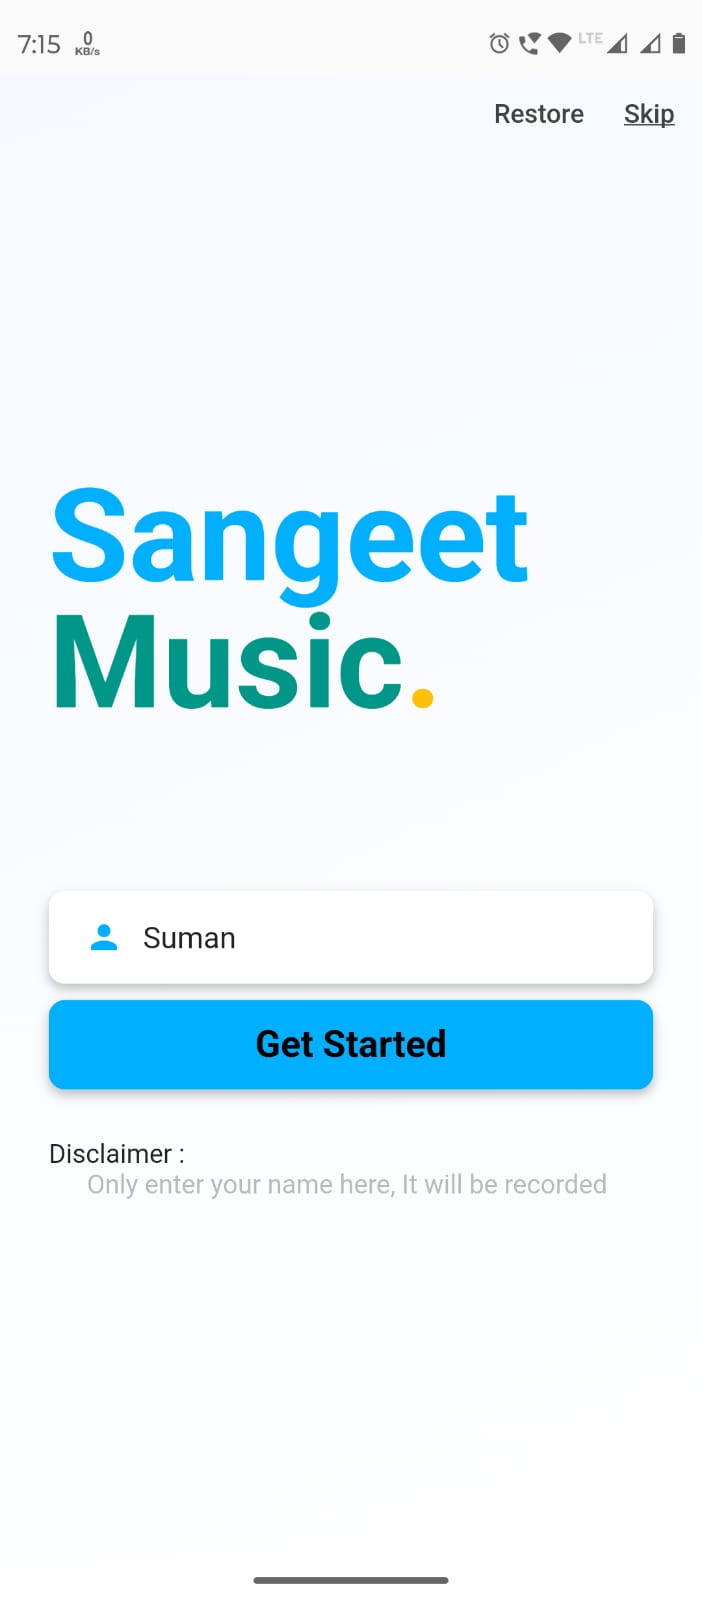 7:15 0 KB/s LTE
Restore Skip
Sangeet
Music.
Suman
Get Started
Disclaimer :
Only enter your name here, It will be recorded